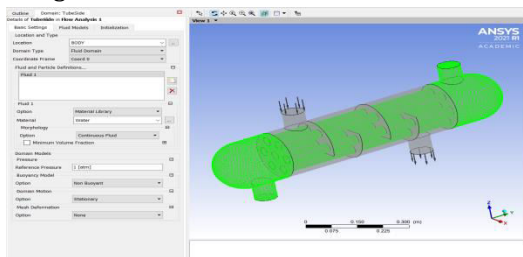 Outline Domain: TubeSide
Details of TubeSide in Flow Analysis 1
Basic Settings Fluid Models Initialization
Location and Type
Location BODY
Domain Type Fluid Domain
Coordinate Frame Coord 0
Fluid and Particle Definitions...
Fluid 1
Fluid 1
Option Material Library
Material Water
Morphology
Option Continuous Fluid
Minimum Volume Fraction
Domain Models
Pressure
Reference Pressure 1 [atm]
Buoyancy Model
Option Non Buoyant
Domain Motion
Option Stationary
Mesh Deformation
Option None
View 1
ANSYS
2021 R1
ACADEMIC
0 0.150 0.300 (m)
0.075 0.225